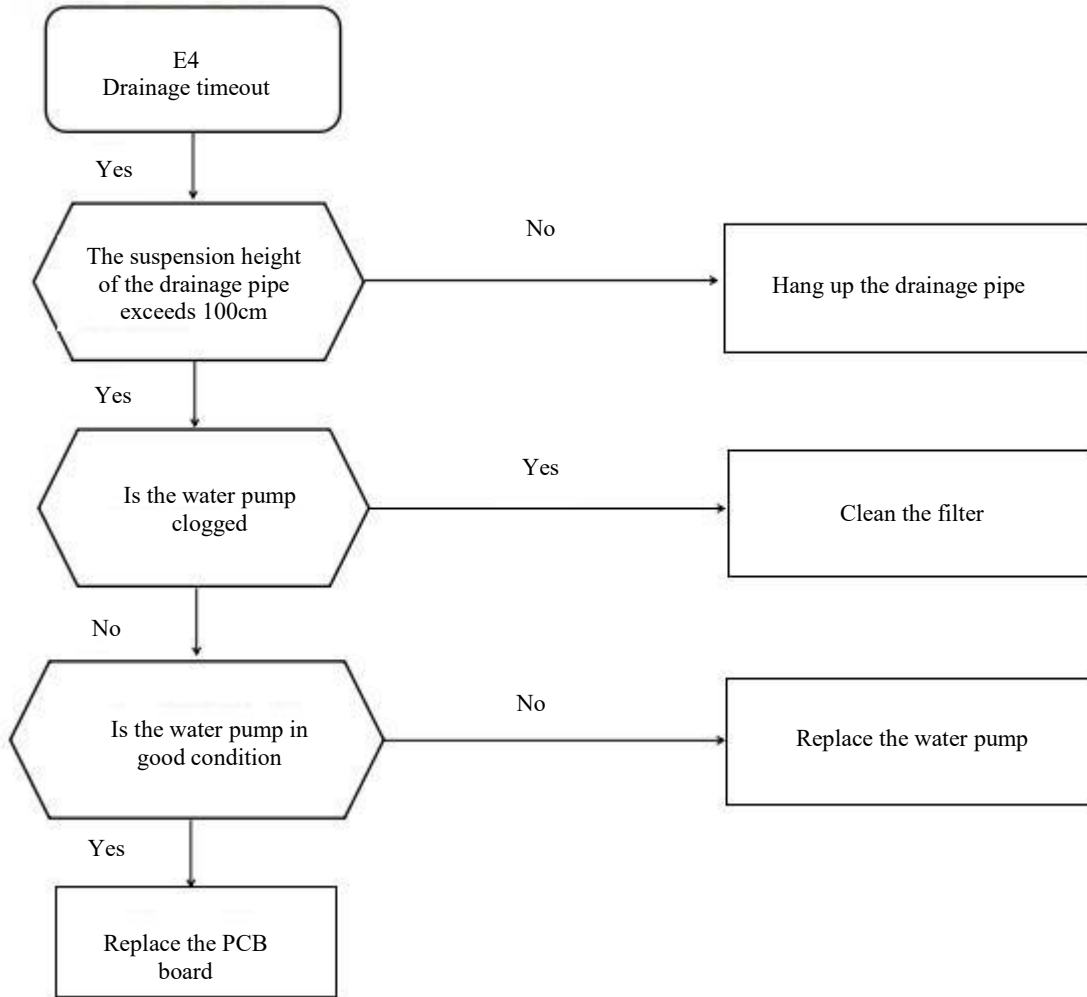 E4
Drainage timeout
Yes
The suspension height
of the drainage pipe
exceeds 100cm
No
Hang up the drainage pipe
Yes
Is the water pump
clogged
Yes
Clean the filter
No
Is the water pump in
good condition
No
Replace the water pump
Yes
Replace the PCB
board